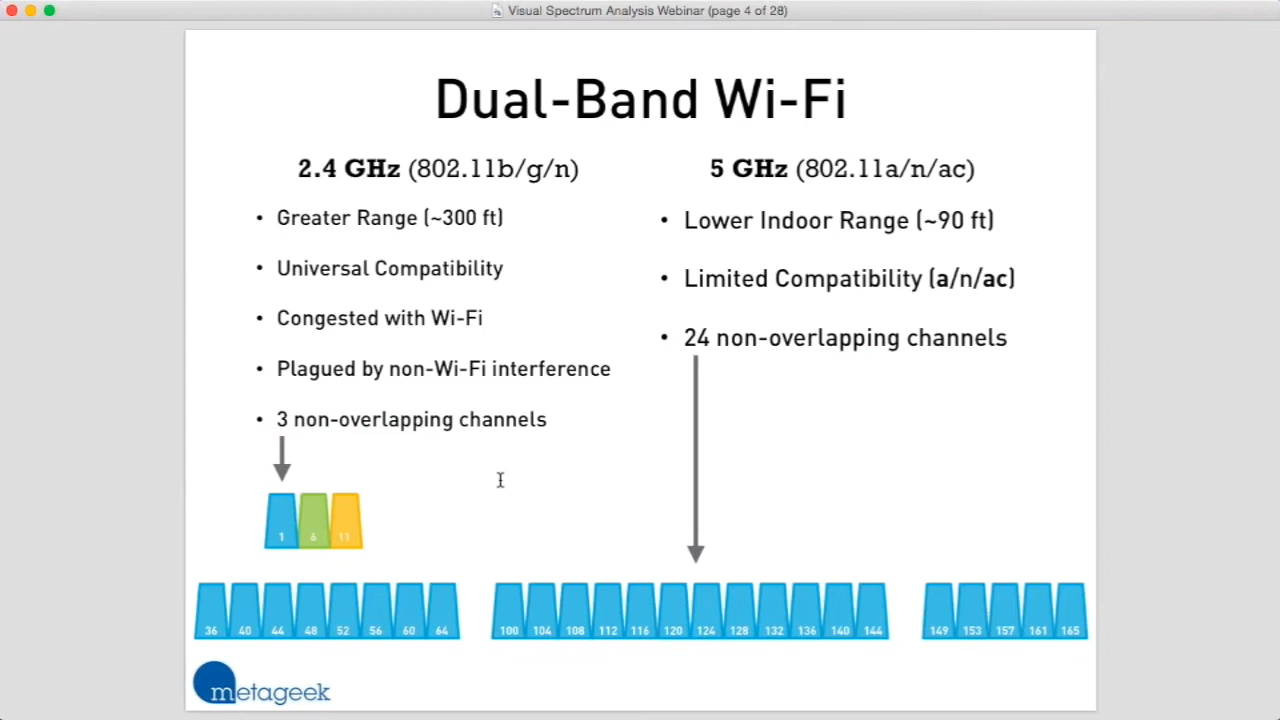 Visual Spectrum Analysis Webinar (page 4 of 28)
Dual-Band Wi-Fi
2.4 GHz (802.11b/g/n)
• Greater Range (~300 ft)
• Universal Compatibility
• Congested with Wi-Fi
• Plagued by non-Wi-Fi interference
• 3 non-overlapping channels
1 6 11
5 GHz (802.11a/n/ac)
• Lower Indoor Range (~90 ft)
• Limited Compatibility (a/n/ac)
• 24 non-overlapping channels
36 40 44 48 52 56 60 64 100 104 108 112 116 120 124 128 132 136 140 144 149 153 157 161 165
metageek